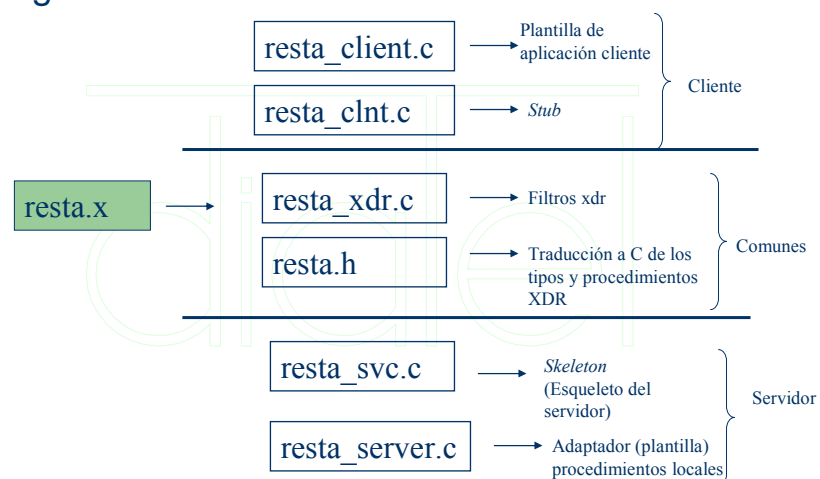 resta_client.c
Plantilla de
aplicación cliente
Cliente
resta_clnt.c
Stub
resta.x
resta_xdr.c
Filtros xdr
Comunes
resta.h
Traducción a C de los
tipos y procedimientos
XDR
resta_svc.c
Skeleton
(Esqueleto del
servidor)
Servidor
resta_server.c
Adaptador (plantilla)
procedimientos locales